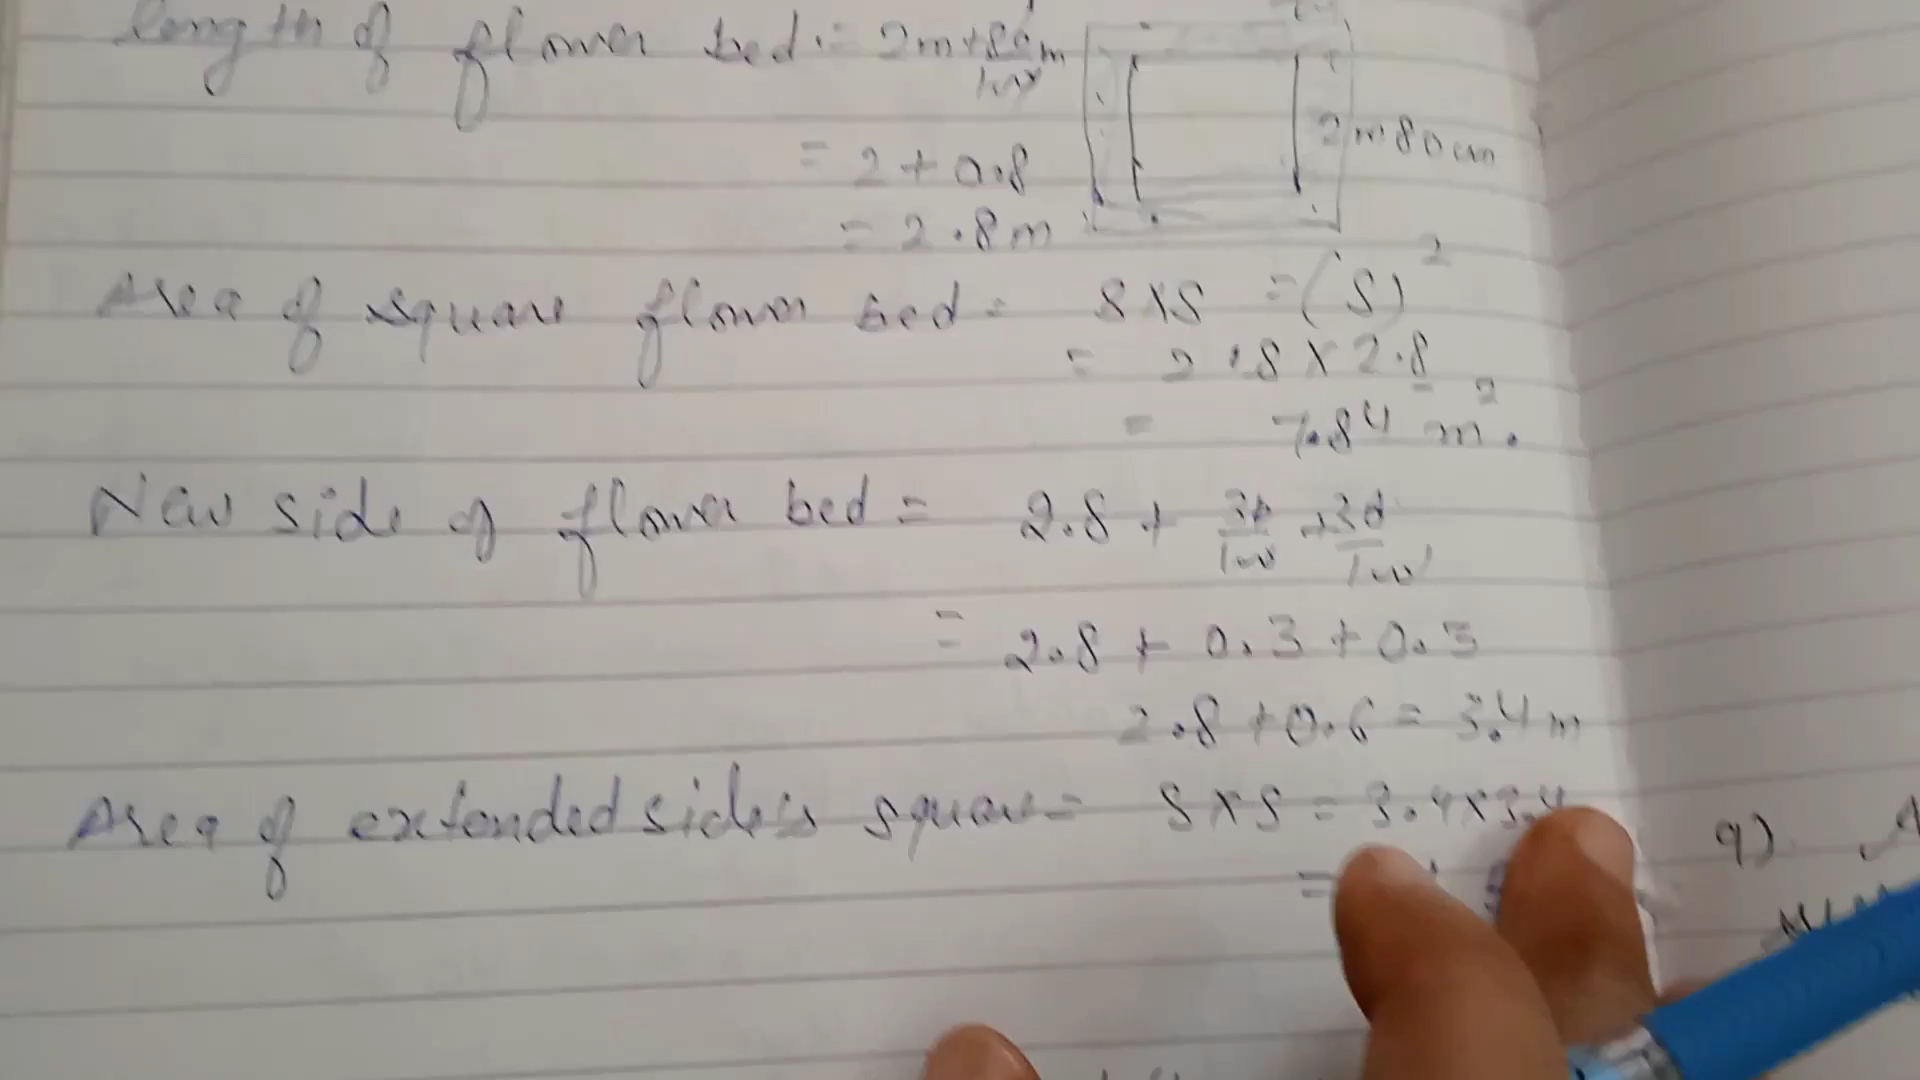 length of flower bed = 2m + 80/100 m
2m 80cm
= 2 + 0.8
= 2.8 m
Area of square flower bed = S x S = (S)²
= 2.8 x 2.8
= 7.84 m².
New side of flower bed = 2.8 + 30/100 + 30/100
= 2.8 + 0.3 + 0.3
2.8 + 0.6 = 3.4 m
Area of extended sides square = S x S = 3.4 x 3.4
=
9)